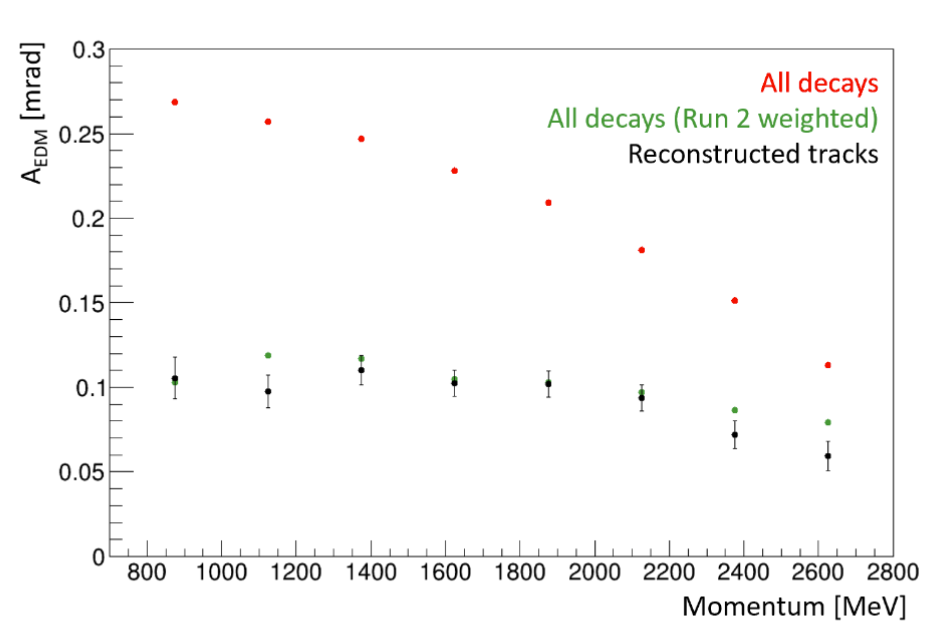 A_EDM [mrad]
0.3
0.25
0.2
0.15
0.1
0.05
0
All decays
All decays (Run 2 weighted)
Reconstructed tracks
800 1000 1200 1400 1600 1800 2000 2200 2400 2600 2800
Momentum [MeV]